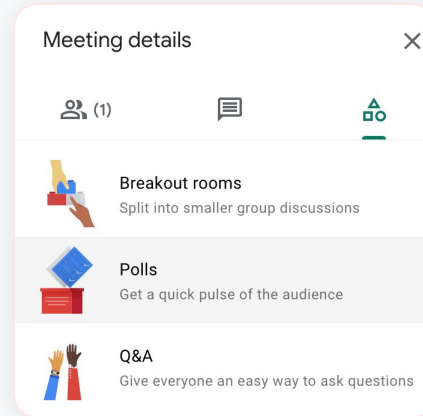 Meeting details
(1)
Breakout rooms
Split into smaller group discussions
Polls
Get a quick pulse of the audience
Q&A
Give everyone an easy way to ask questions